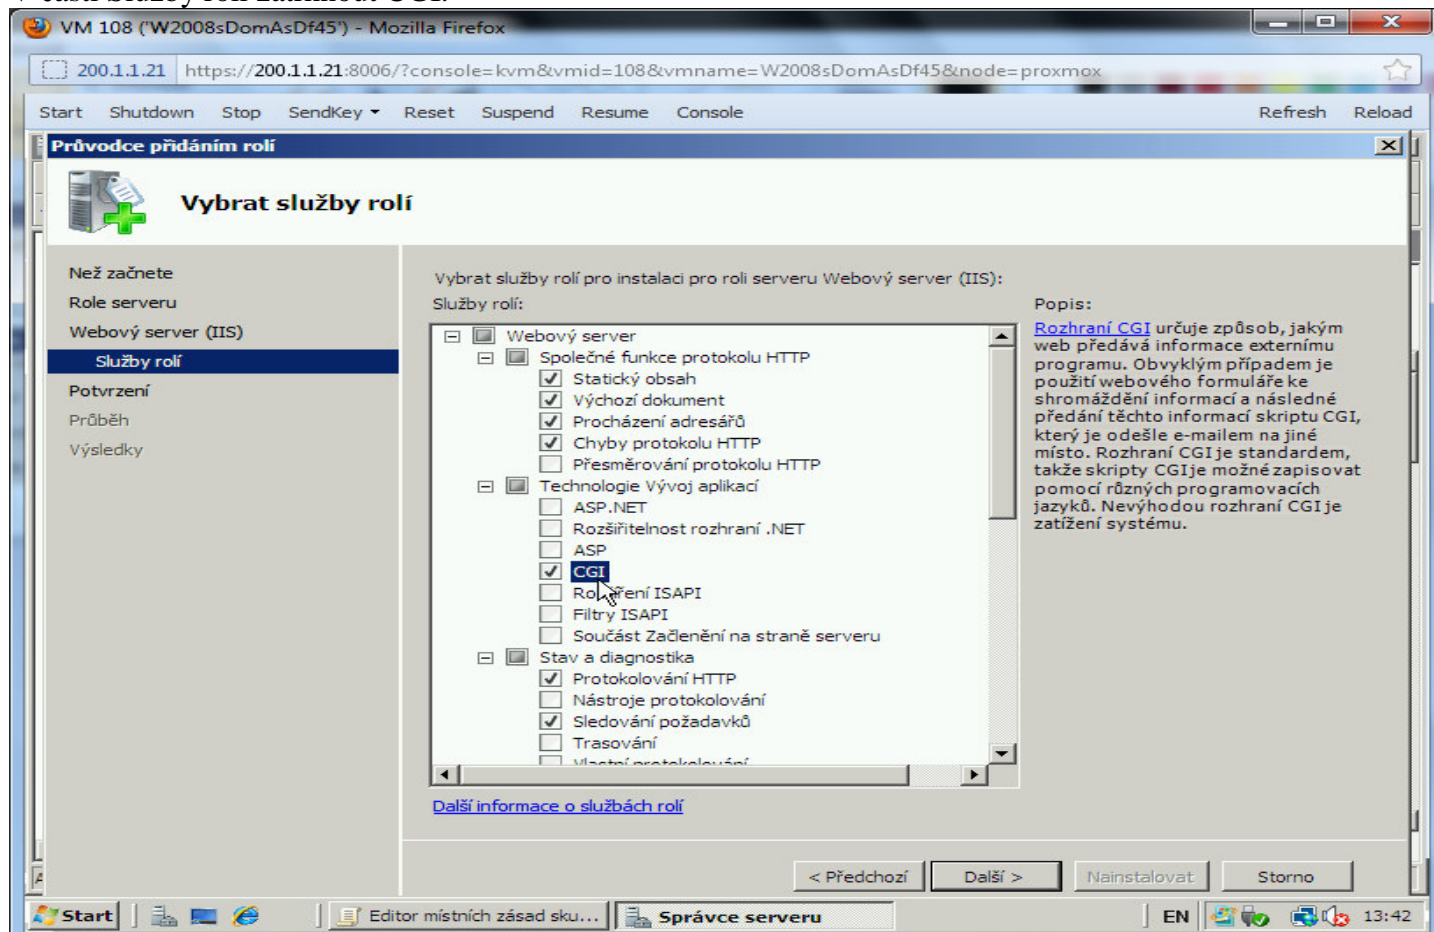 V části Služby rolí zatrhnout CGI.
VM 108 ('W2008sDomAsDf45') - Mozilla Firefox
200.1.1.21 https://200.1.1.21:8006/?console=kvm&vmid=108&vmname=W2008sDomAsDf45&node=proxmox
Start Shutdown Stop SendKey Reset Suspend Resume Console Refresh Reload
Průvodce přidáním rolí
Vybrat služby rolí
Než začnete
Role serveru
Webový server (IIS)
Služby rolí
Potvrzení
Průběh
Výsledky
Vybrat služby rolí pro instalaci pro roli serveru Webový server (IIS):
Služby rolí:
Webový server
Společné funkce protokolu HTTP
Statický obsah
Výchozí dokument
Procházení adresářů
Chyby protokolu HTTP
Přesměrování protokolu HTTP
Technologie Vývoj aplikací
ASP.NET
Rozšiřitelnost rozhraní .NET
ASP
CGI
Rozšíření ISAPI
Filtry ISAPI
Součást Začlenění na straně serveru
Stav a diagnostika
Protokolování HTTP
Nástroje protokolování
Sledování požadavků
Trasování
Vlastní protokolování
Další informace o službách rolí
Popis:
Rozhraní CGI určuje způsob, jakým
web předává informace externímu
programu. Obvyklým případem je
použití webového formuláře ke
shromáždění informací a následné
předání těchto informací skriptu CGI,
který je odešle e-mailem na jiné
místo. Rozhraní CGI je standardem,
takže skripty CGI je možné zapisovat
pomocí různých programovacích
jazyků. Nevýhodou rozhraní CGI je
zatížení systému.
< Předchozí Další > Nainstalovat Storno
Start Editor místních zásad sku... Správce serveru EN 13:42